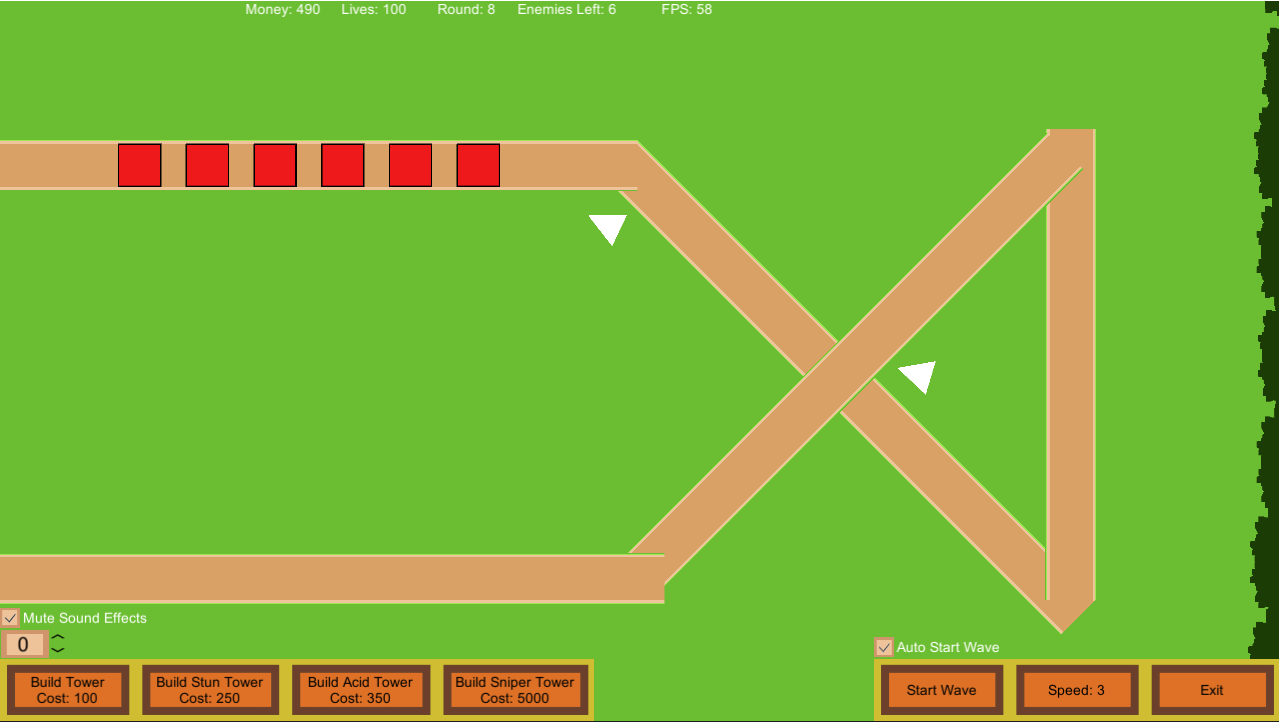 Money: 490 Lives: 100 Round: 8 Enemies Left: 6 FPS: 58
Mute Sound Effects
0
Auto Start Wave
Build Tower
Cost: 100
Build Stun Tower
Cost: 250
Build Acid Tower
Cost: 350
Build Sniper Tower
Cost: 5000
Start Wave
Speed: 3
Exit